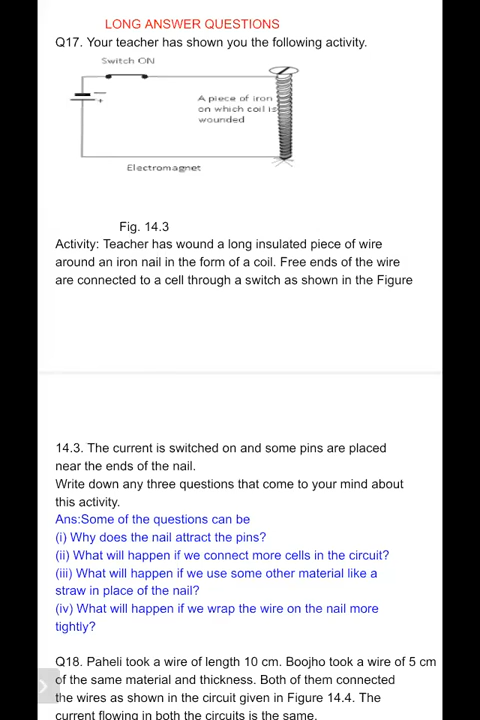 LONG ANSWER QUESTIONS
Q17. Your teacher has shown you the following activity.
Switch ON
A piece of iron
on which coil is
wounded
Electromagnet
Fig. 14.3
Activity: Teacher has wound a long insulated piece of wire
around an iron nail in the form of a coil. Free ends of the wire
are connected to a cell through a switch as shown in the Figure
14.3. The current is switched on and some pins are placed
near the ends of the nail.
Write down any three questions that come to your mind about
this activity.
Ans:Some of the questions can be
(i) Why does the nail attract the pins?
(ii) What will happen if we connect more cells in the circuit?
(iii) What will happen if we use some other material like a
straw in place of the nail?
(iv) What will happen if we wrap the wire on the nail more
tightly?
Q18. Paheli took a wire of length 10 cm. Boojho took a wire of 5 cm
of the same material and thickness. Both of them connected
the wires as shown in the circuit given in Figure 14.4. The
current flowing in both the circuits is the same.